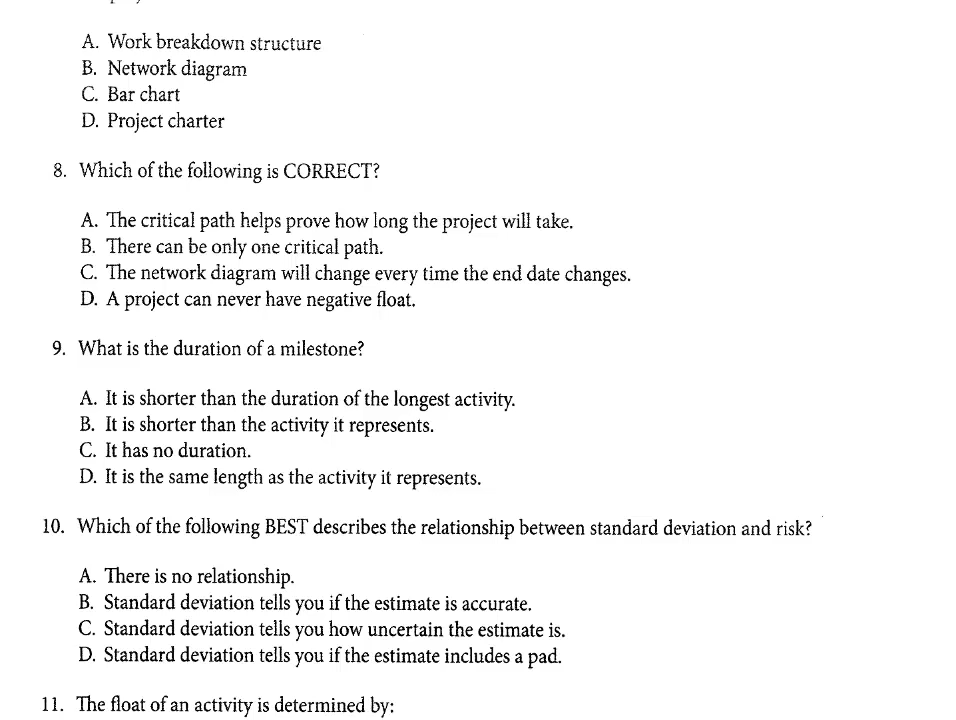 A. Work breakdown structure
B. Network diagram
C. Bar chart
D. Project charter
8. Which of the following is CORRECT?
A. The critical path helps prove how long the project will take.
B. There can be only one critical path.
C. The network diagram will change every time the end date changes.
D. A project can never have negative float.
9. What is the duration of a milestone?
A. It is shorter than the duration of the longest activity.
B. It is shorter than the activity it represents.
C. It has no duration.
D. It is the same length as the activity it represents.
10. Which of the following BEST describes the relationship between standard deviation and risk?
A. There is no relationship.
B. Standard deviation tells you if the estimate is accurate.
C. Standard deviation tells you how uncertain the estimate is.
D. Standard deviation tells you if the estimate includes a pad.
11. The float of an activity is determined by: